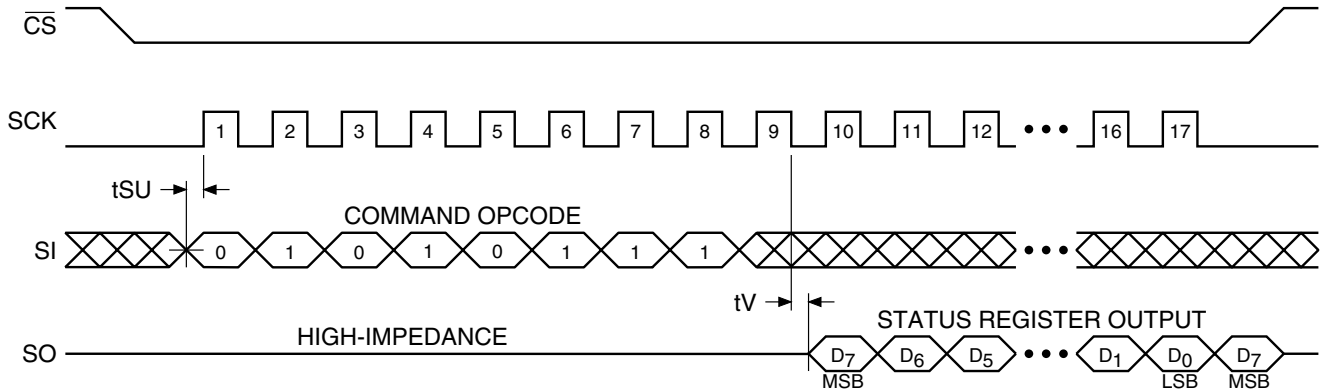 CS
SCK
1 2 3 4 5 6 7 8 9 10 11 12 ••• 16 17
tSU
COMMAND OPCODE
SI
0 1 0 1 0 1 1 1 •••
tV
HIGH-IMPEDANCE
STATUS REGISTER OUTPUT
SO
D7 D6 D5 ••• D1 D0 D7
MSB LSB MSB